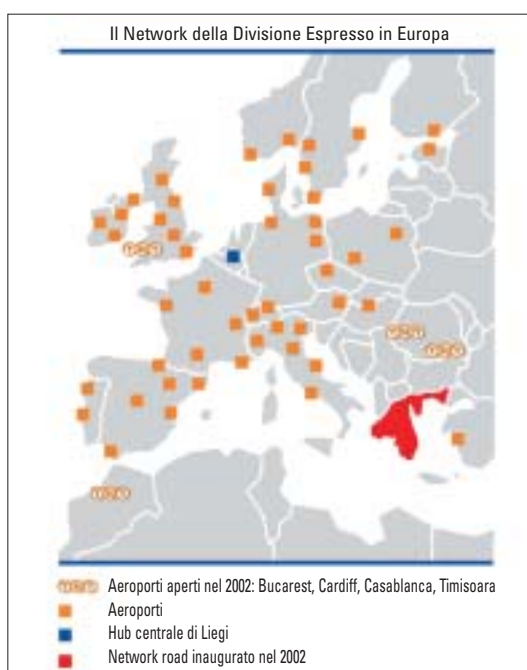 Il Network della Divisione Espresso in Europa
Aeroporti aperti nel 2002: Bucarest, Cardiff, Casablanca, Timisoara
Aeroporti
Hub centrale di Liegi
Network road inaugurato nel 2002